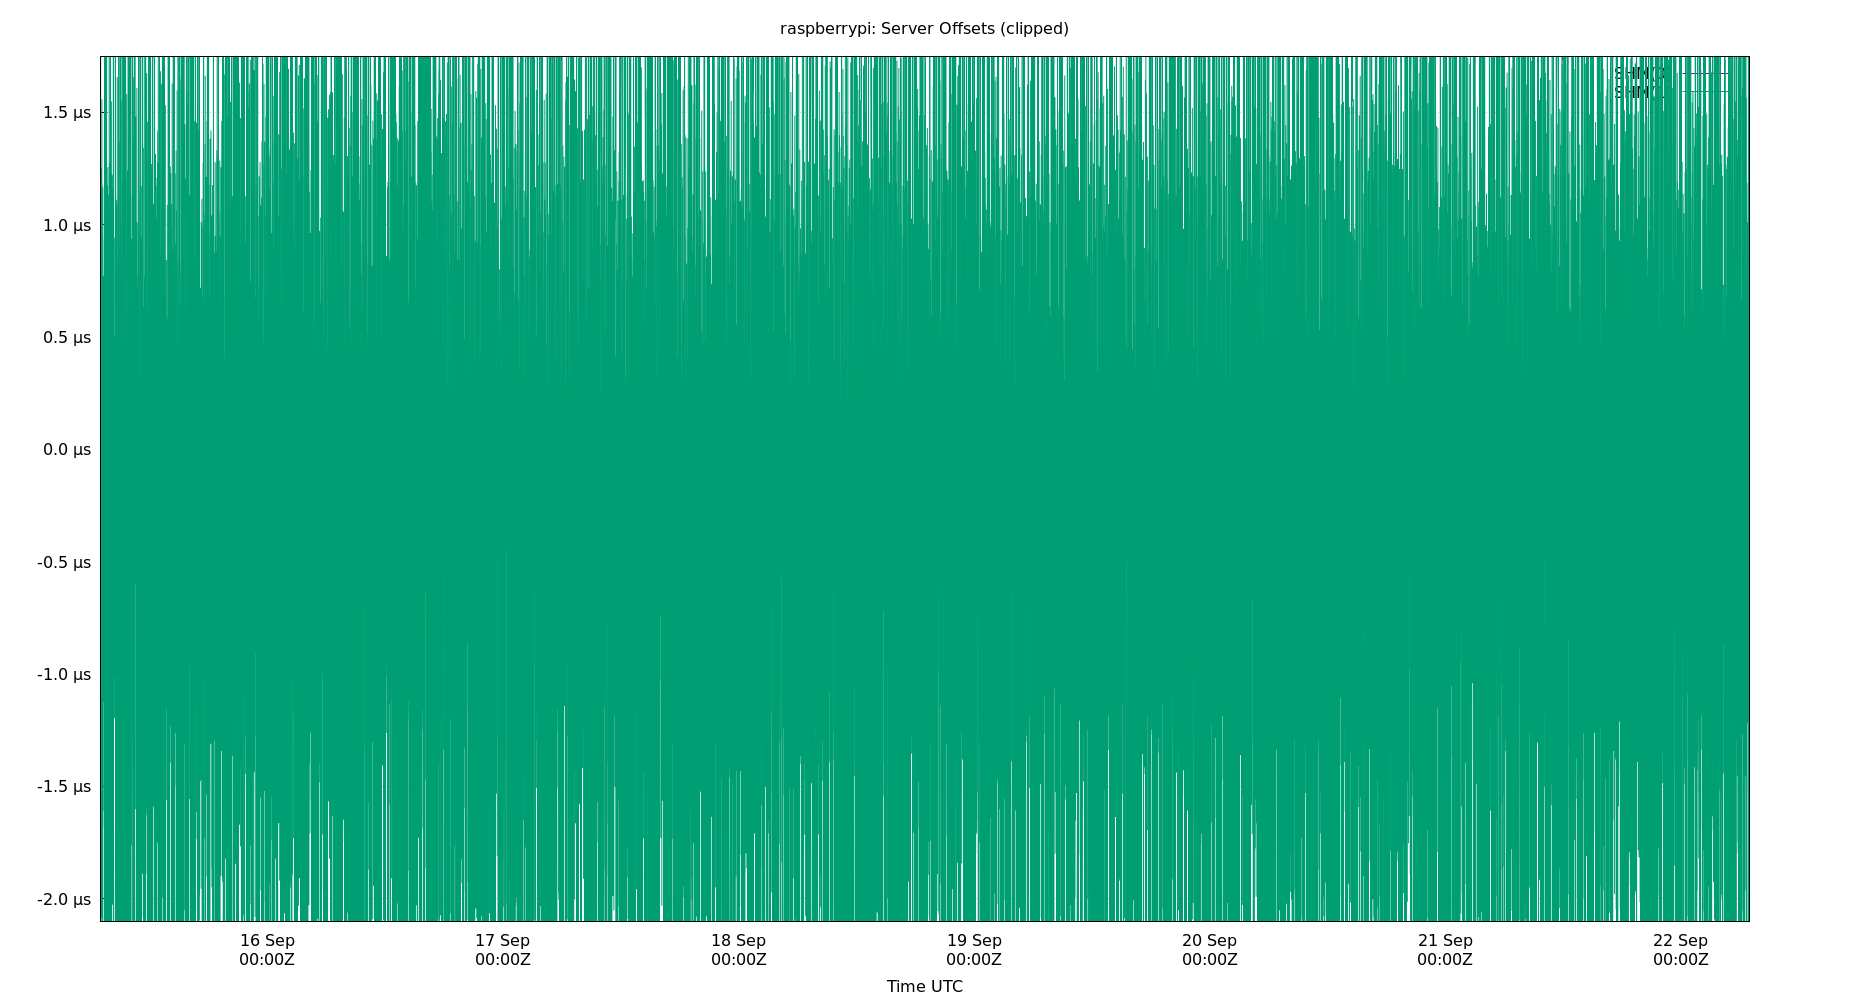 raspberrypi: Server Offsets (clipped)
1.5 µs
1.0 µs
0.5 µs
0.0 µs
-0.5 µs
-1.0 µs
-1.5 µs
-2.0 µs
16 Sep
00:00Z
17 Sep
00:00Z
18 Sep
00:00Z
19 Sep
00:00Z
20 Sep
00:00Z
21 Sep
00:00Z
22 Sep
00:00Z
Time UTC